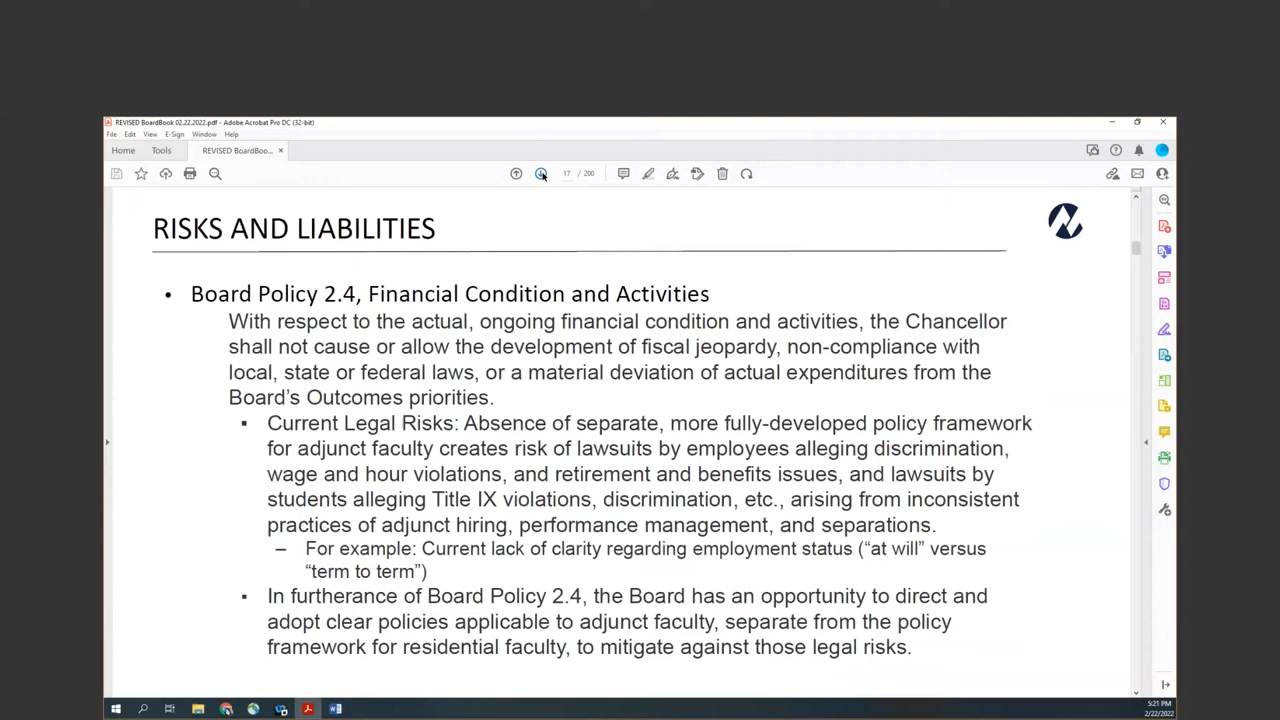 REVISED BoardBook 02.22.2022.pdf - Adobe Acrobat Pro DC (32-bit)
File Edit View E-Sign Window Help
Home Tools REVISED BoardBoo... ×
17 / 200
RISKS AND LIABILITIES
• Board Policy 2.4, Financial Condition and Activities
With respect to the actual, ongoing financial condition and activities, the Chancellor
shall not cause or allow the development of fiscal jeopardy, non-compliance with
local, state or federal laws, or a material deviation of actual expenditures from the
Board’s Outcomes priorities.
▪ Current Legal Risks: Absence of separate, more fully-developed policy framework
for adjunct faculty creates risk of lawsuits by employees alleging discrimination,
wage and hour violations, and retirement and benefits issues, and lawsuits by
students alleging Title IX violations, discrimination, etc., arising from inconsistent
practices of adjunct hiring, performance management, and separations.
– For example: Current lack of clarity regarding employment status (“at will” versus
“term to term”)
▪ In furtherance of Board Policy 2.4, the Board has an opportunity to direct and
adopt clear policies applicable to adjunct faculty, separate from the policy
framework for residential faculty, to mitigate against those legal risks.
5:21 PM
2/22/2022